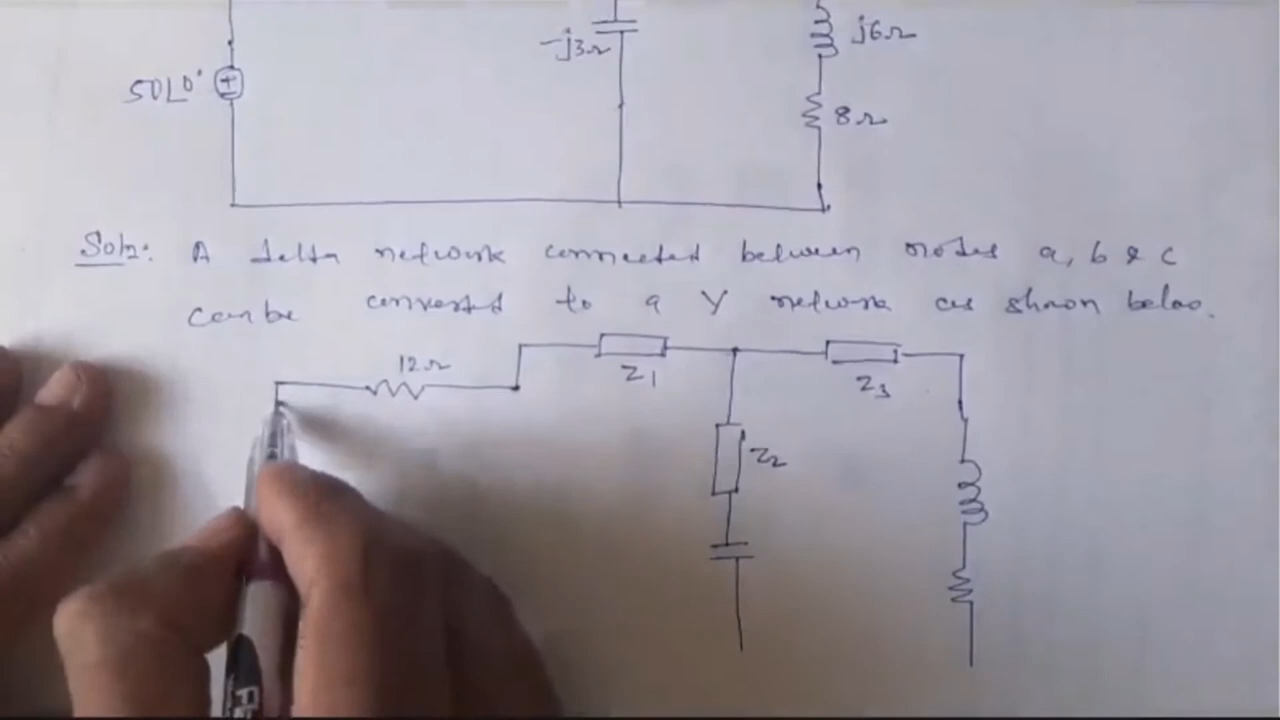 -j3Ω
j6Ω
50∠0°
8Ω
Soln: A delta network connected between nodes a, b & c
can be converted to a Y network as shown below.
12Ω
Z1
Z3
Z2